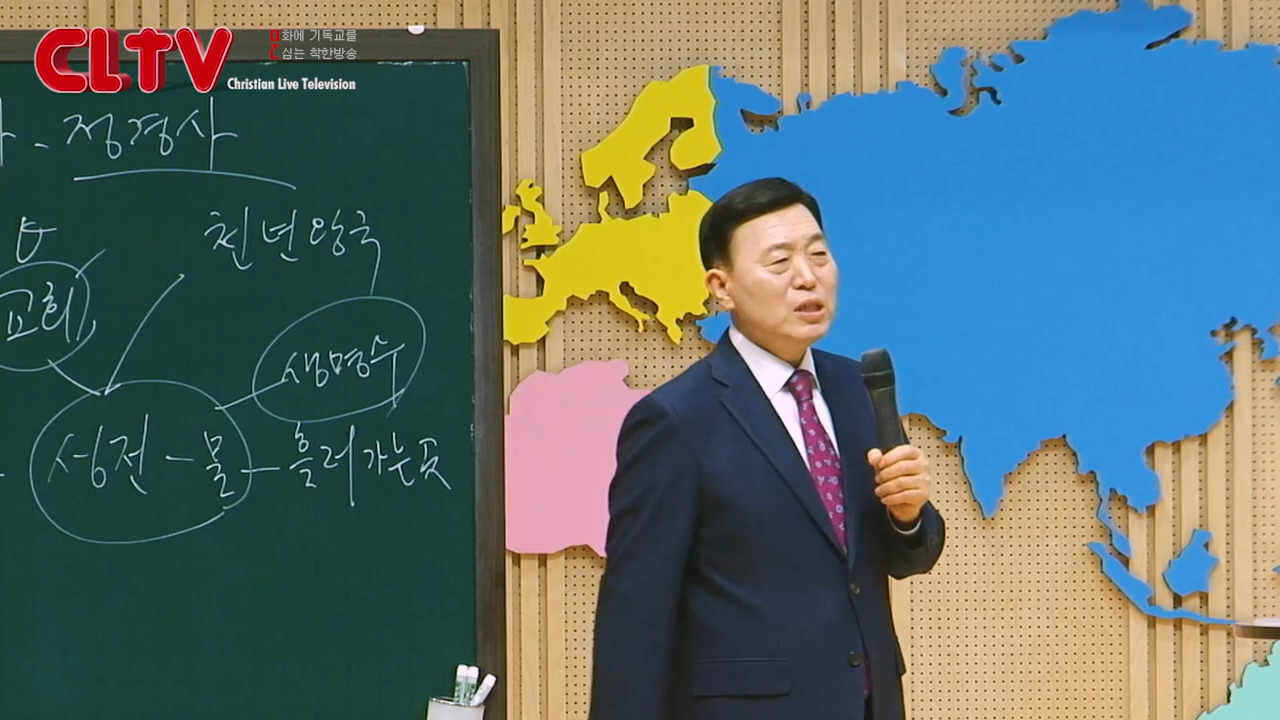 CLTV
문화에 기독교를
심는 착한방송
Christian Live Television
- 정경사
천년왕국
교회
생명수
성전 - 물 - 흘러가는 곳